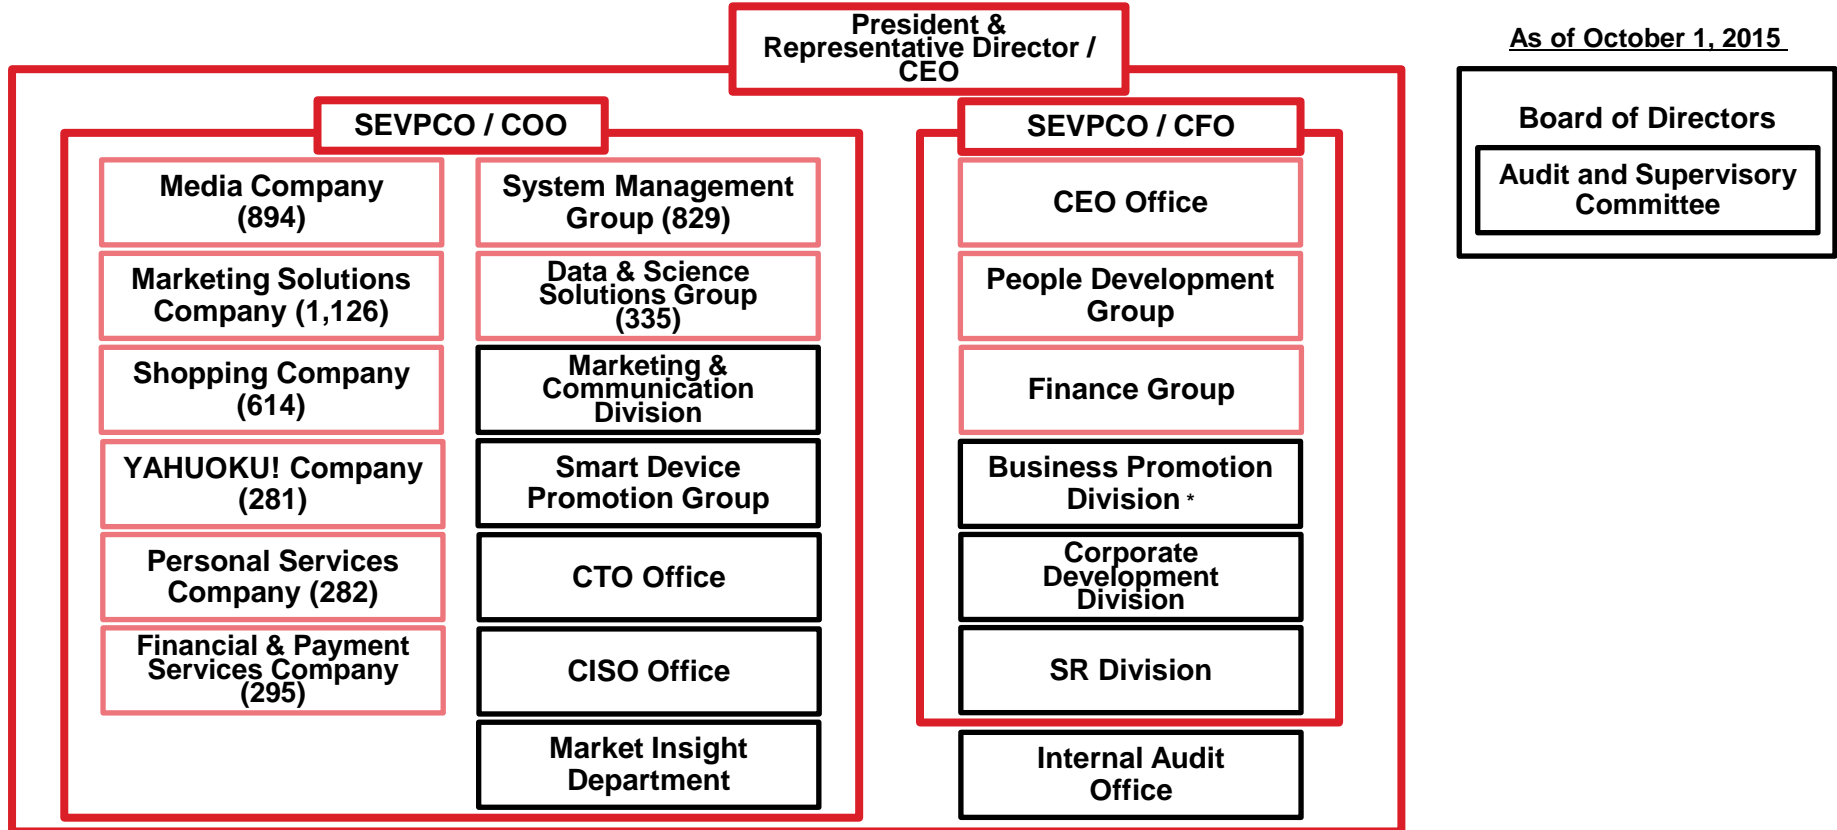 President &
Representative Director /
CEO
As of October 1, 2015
SEVPCO / COO
Media Company
(894)
Marketing Solutions
Company (1,126)
Shopping Company
(614)
YAHUOKU! Company
(281)
Personal Services
Company (282)
Financial & Payment
Services Company
(295)
System Management
Group (829)
Data & Science
Solutions Group
(335)
Marketing &
Communication
Division
Smart Device
Promotion Group
CTO Office
CISO Office
Market Insight
Department
SEVPCO / CFO
CEO Office
People Development
Group
Finance Group
Business Promotion
Division *
Corporate
Development
Division
SR Division
Internal Audit
Office
Board of Directors
Audit and Supervisory
Committee